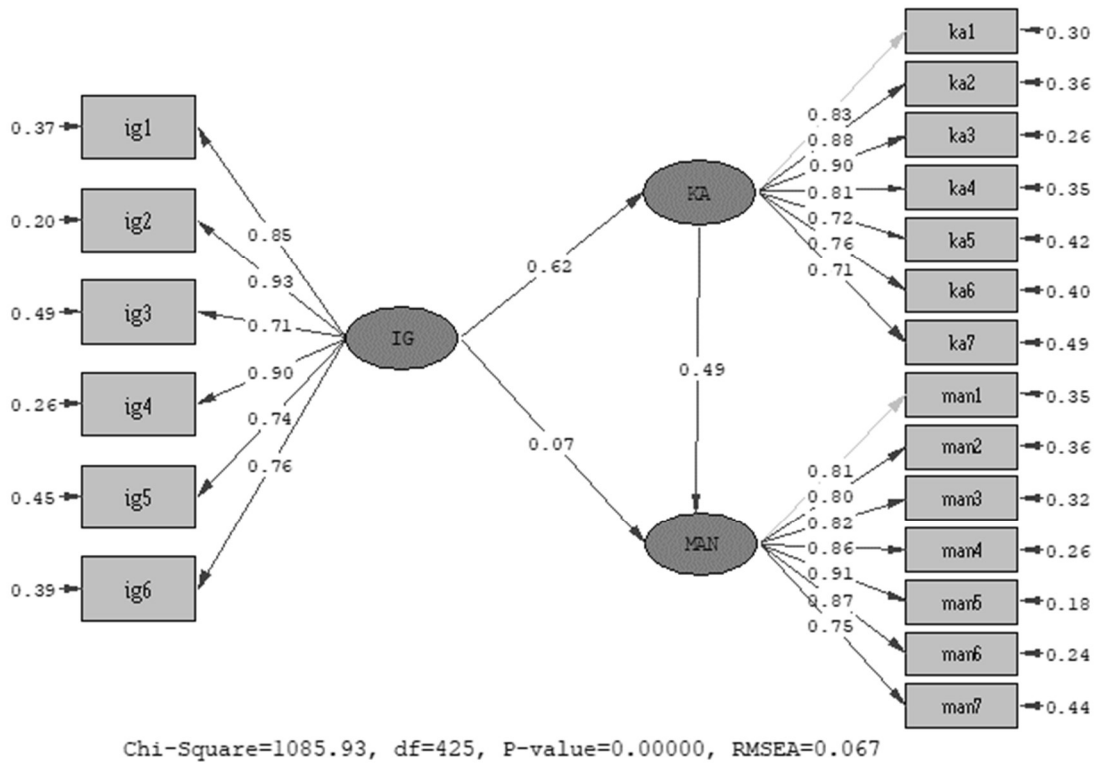 0.37 ig1
0.20 ig2
0.49 ig3
0.26 ig4
0.45 ig5
0.39 ig6
0.85
0.93
0.71
0.90
0.74
0.76
IG
0.62
0.07
KA
0.49
MAN
0.83
0.88
0.90
0.81
0.72
0.76
0.71
ka1 0.30
ka2 0.36
ka3 0.26
ka4 0.35
ka5 0.42
ka6 0.40
ka7 0.49
0.81
0.80
0.82
0.86
0.91
0.87
0.75
man1 0.35
man2 0.36
man3 0.32
man4 0.26
man5 0.18
man6 0.24
man7 0.44
Chi-Square=1085.93, df=425, P-value=0.00000, RMSEA=0.067